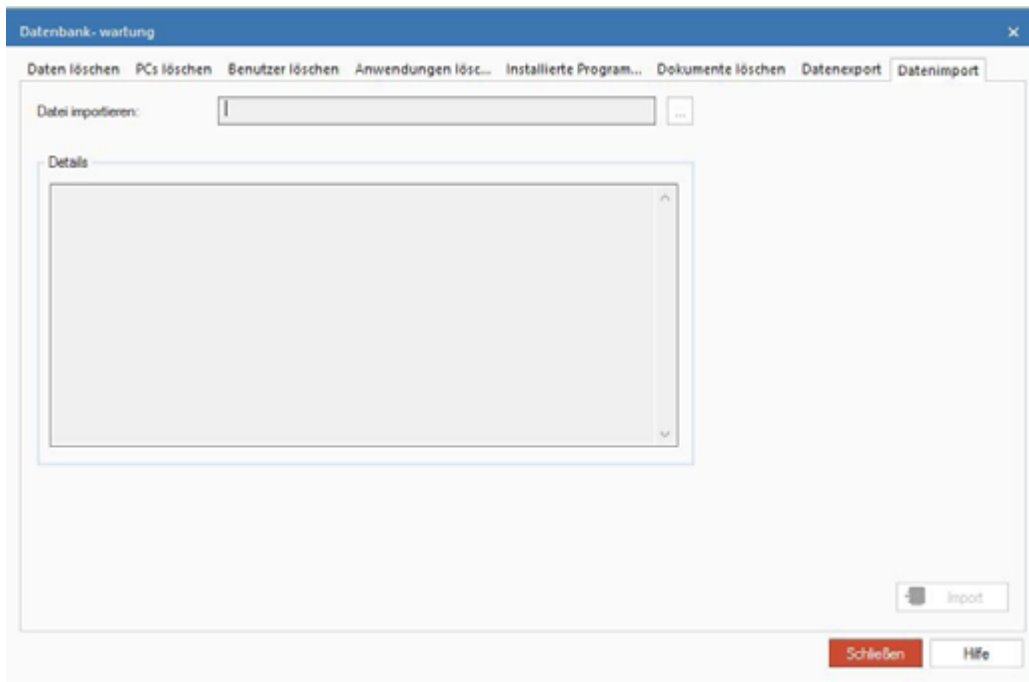 Datenbank- wartung
Daten löschen PCs löschen Benutzer löschen Anwendungen lösc... Installierte Program... Dokumente löschen Datenexport Datenimport
Datei importieren: ...
Details
Import
Schließen Hilfe